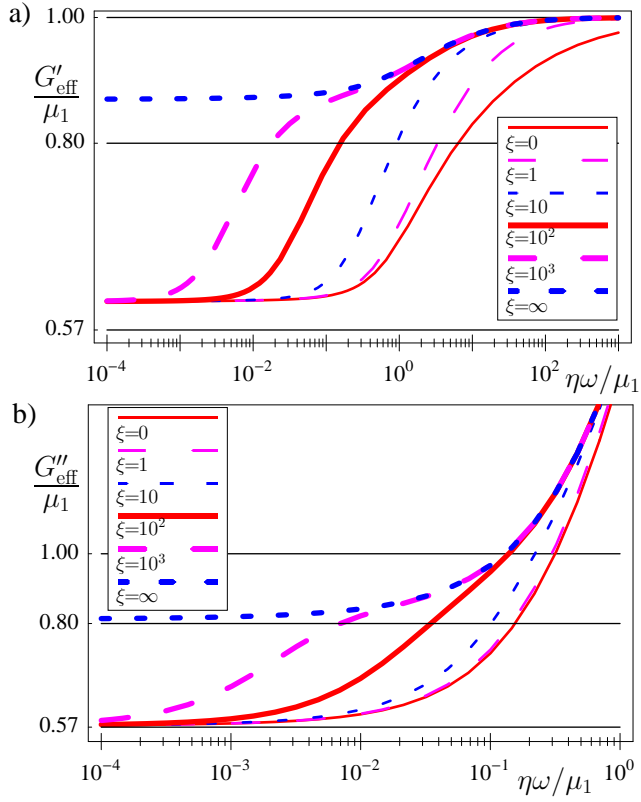 a)
1.00
G′eff
μ1
0.80
0.57
ξ=0
ξ=1
ξ=10
ξ=10²
ξ=10³
ξ=∞
10⁻⁴ 10⁻² 10⁰ 10²
ηω/μ1
b)
G″eff
μ1
1.00
0.80
0.57
ξ=0
ξ=1
ξ=10
ξ=10²
ξ=10³
ξ=∞
10⁻⁴ 10⁻³ 10⁻² 10⁻¹ 10⁰
ηω/μ1